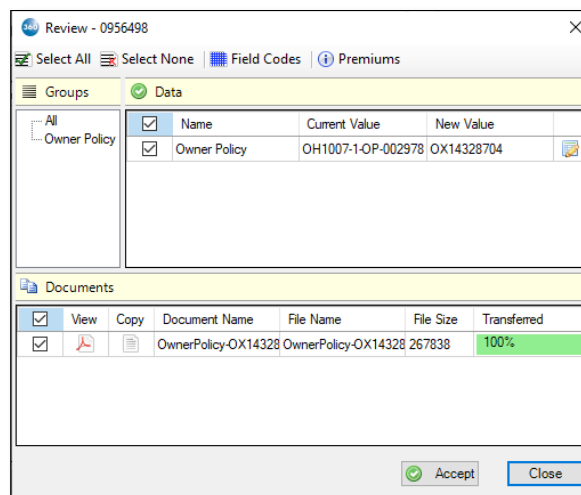 360 Review - 0956498
Select All Select None Field Codes Premiums
Groups
All
Owner Policy
Data
Name Current Value New Value
Owner Policy OH1007-1-OP-002978 OX14328704
Documents
View Copy Document Name File Name File Size Transferred
OwnerPolicy-OX14328 OwnerPolicy-OX14328 267838 100%
Accept Close